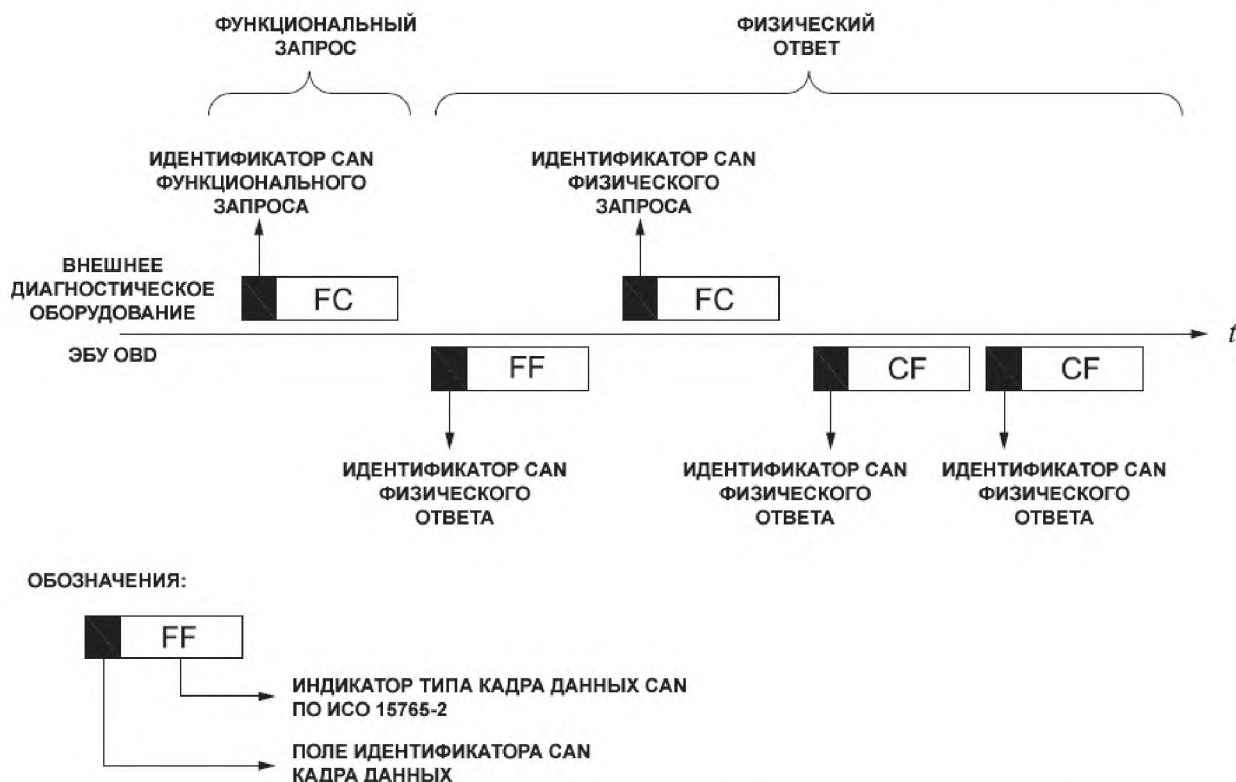 ФУНКЦИОНАЛЬНЫЙ
ЗАПРОС
ФИЗИЧЕСКИЙ
ОТВЕТ
ИДЕНТИФИКАТОР CAN
ФУНКЦИОНАЛЬНОГО
ЗАПРОСА
ИДЕНТИФИКАТОР CAN
ФИЗИЧЕСКОГО
ЗАПРОСА
ВНЕШНЕЕ
ДИАГНОСТИЧЕСКОЕ
ОБОРУДОВАНИЕ
FC
FC
t
ЭБУ OBD
FF
CF
CF
ИДЕНТИФИКАТОР CAN
ФИЗИЧЕСКОГО
ОТВЕТА
ИДЕНТИФИКАТОР CAN
ФИЗИЧЕСКОГО
ОТВЕТА
ИДЕНТИФИКАТОР CAN
ФИЗИЧЕСКОГО
ОТВЕТА
ОБОЗНАЧЕНИЯ:
FF
ИНДИКАТОР ТИПА КАДРА ДАННЫХ CAN
ПО ИСО 15765-2
ПОЛЕ ИДЕНТИФИКАТОРА CAN
КАДРА ДАННЫХ